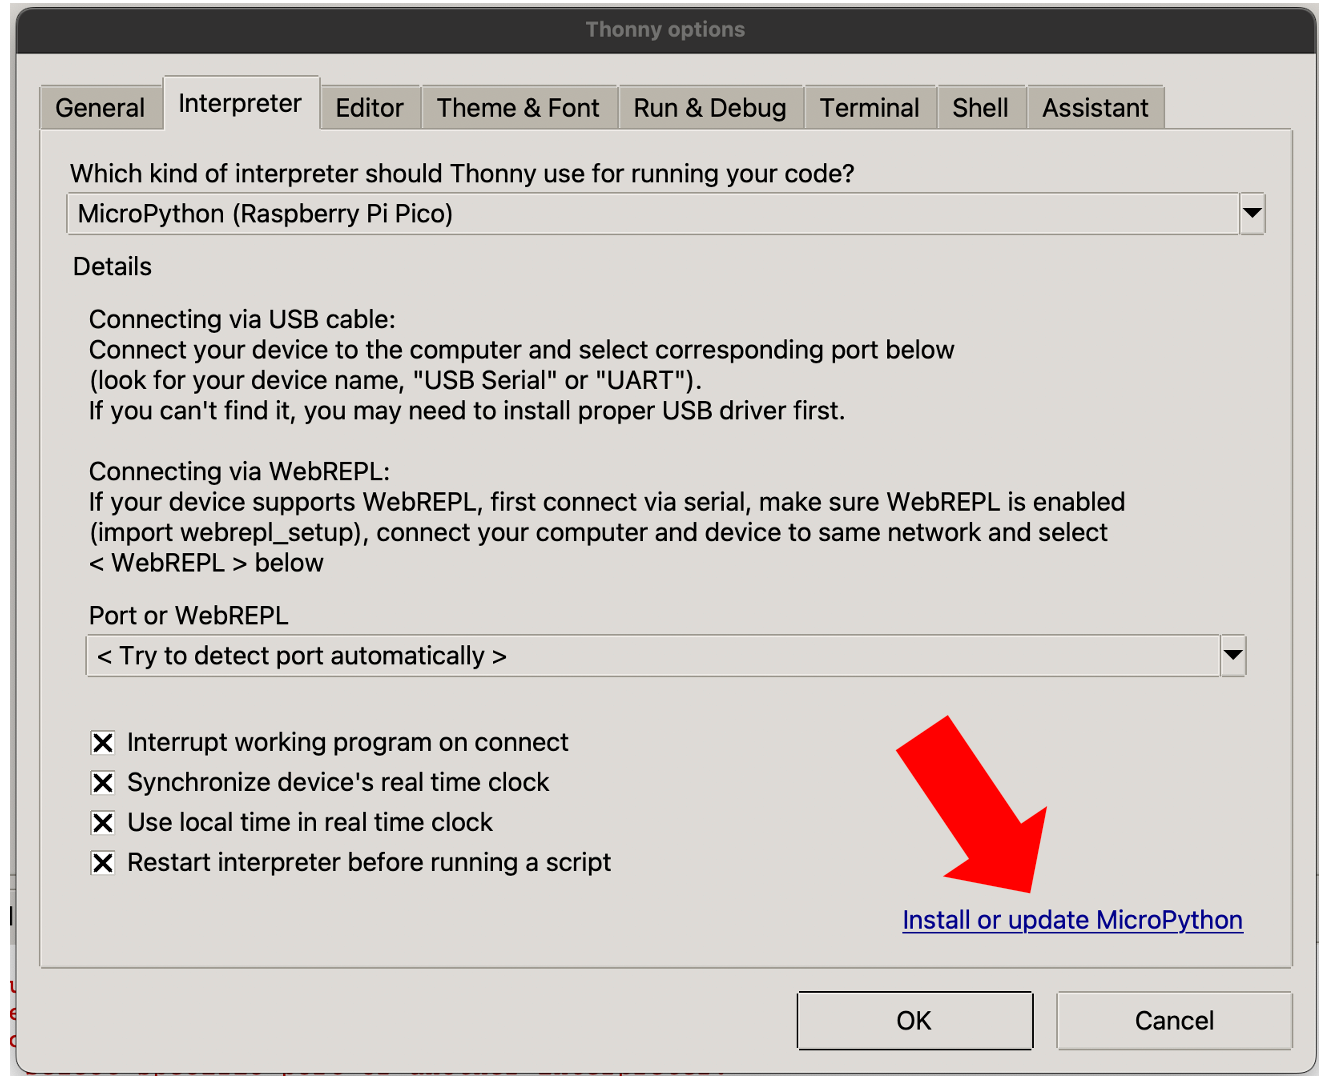 Thonny options
General Interpreter Editor Theme & Font Run & Debug Terminal Shell Assistant
Which kind of interpreter should Thonny use for running your code?
MicroPython (Raspberry Pi Pico)
Details
Connecting via USB cable:
Connect your device to the computer and select corresponding port below
(look for your device name, "USB Serial" or "UART").
If you can't find it, you may need to install proper USB driver first.
Connecting via WebREPL:
If your device supports WebREPL, first connect via serial, make sure WebREPL is enabled
(import webrepl_setup), connect your computer and device to same network and select
< WebREPL > below
Port or WebREPL
< Try to detect port automatically >
Interrupt working program on connect
Synchronize device's real time clock
Use local time in real time clock
Restart interpreter before running a script
Install or update MicroPython
OK Cancel